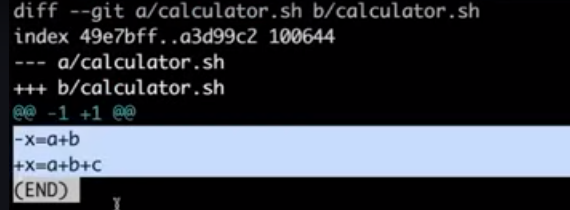 diff --git a/calculator.sh b/calculator.sh
index 49e7bff..a3d99c2 100644
--- a/calculator.sh
+++ b/calculator.sh
@@ -1 +1 @@
-x=a+b
+x=a+b+c
(END)